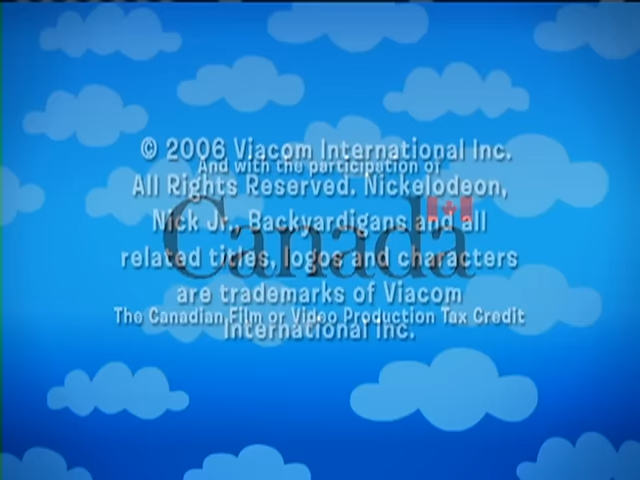 © 2006 Viacom International Inc.
And with the participation of
All Rights Reserved. Nickelodeon,
Nick Jr., Backyardigans and all
Canada
related titles, logos and characters
are trademarks of Viacom
The Canadian Film or Video Production Tax Credit
International Inc.